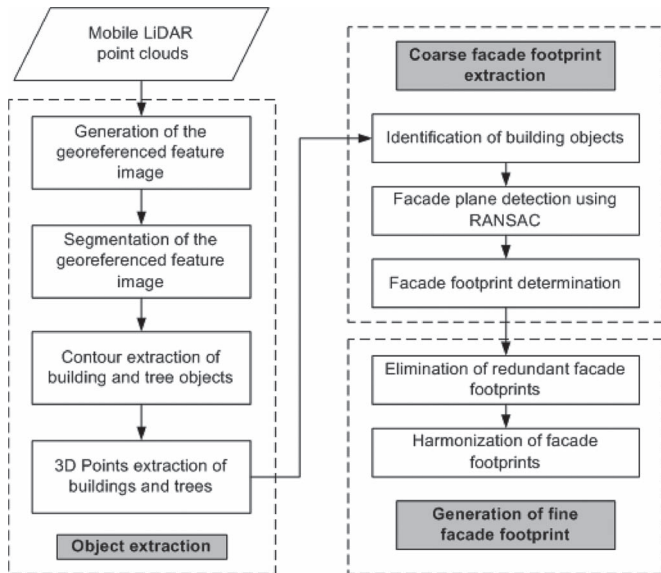 Mobile LiDAR
point clouds
Generation of the
georeferenced feature
image
Segmentation of the
georeferenced feature
image
Contour extraction of
building and tree objects
3D Points extraction of
buildings and trees
Object extraction
Coarse facade footprint
extraction
Identification of building objects
Facade plane detection using
RANSAC
Facade footprint determination
Elimination of redundant facade
footprints
Harmonization of facade
footprints
Generation of fine
facade footprint